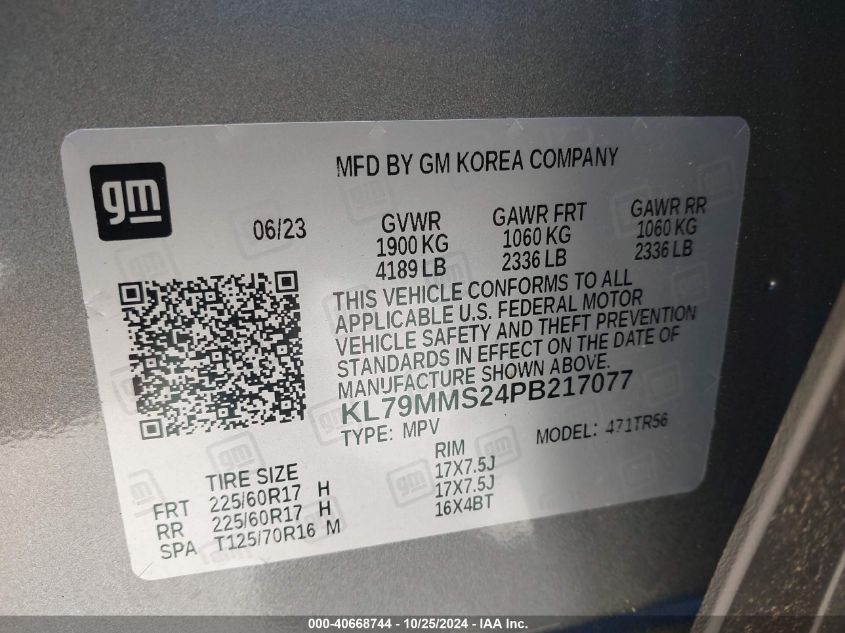 gm
MFD BY GM KOREA COMPANY
06/23
GVWR
1900 KG
4189 LB
GAWR FRT
1060 KG
2336 LB
GAWR RR
1060 KG
2336 LB
THIS VEHICLE CONFORMS TO ALL
APPLICABLE U.S. FEDERAL MOTOR
VEHICLE SAFETY AND THEFT PREVENTION
STANDARDS IN EFFECT ON THE DATE OF
MANUFACTURE SHOWN ABOVE.
KL79MMS24PB217077
TYPE: MPV
MODEL: 471TR56
TIRE SIZE
RIM
FRT 225/60R17 H 17X7.5J
RR 225/60R17 H 17X7.5J
SPA T125/70R16 M 16X4BT
000-40668744 - 10/25/2024 - IAA Inc.